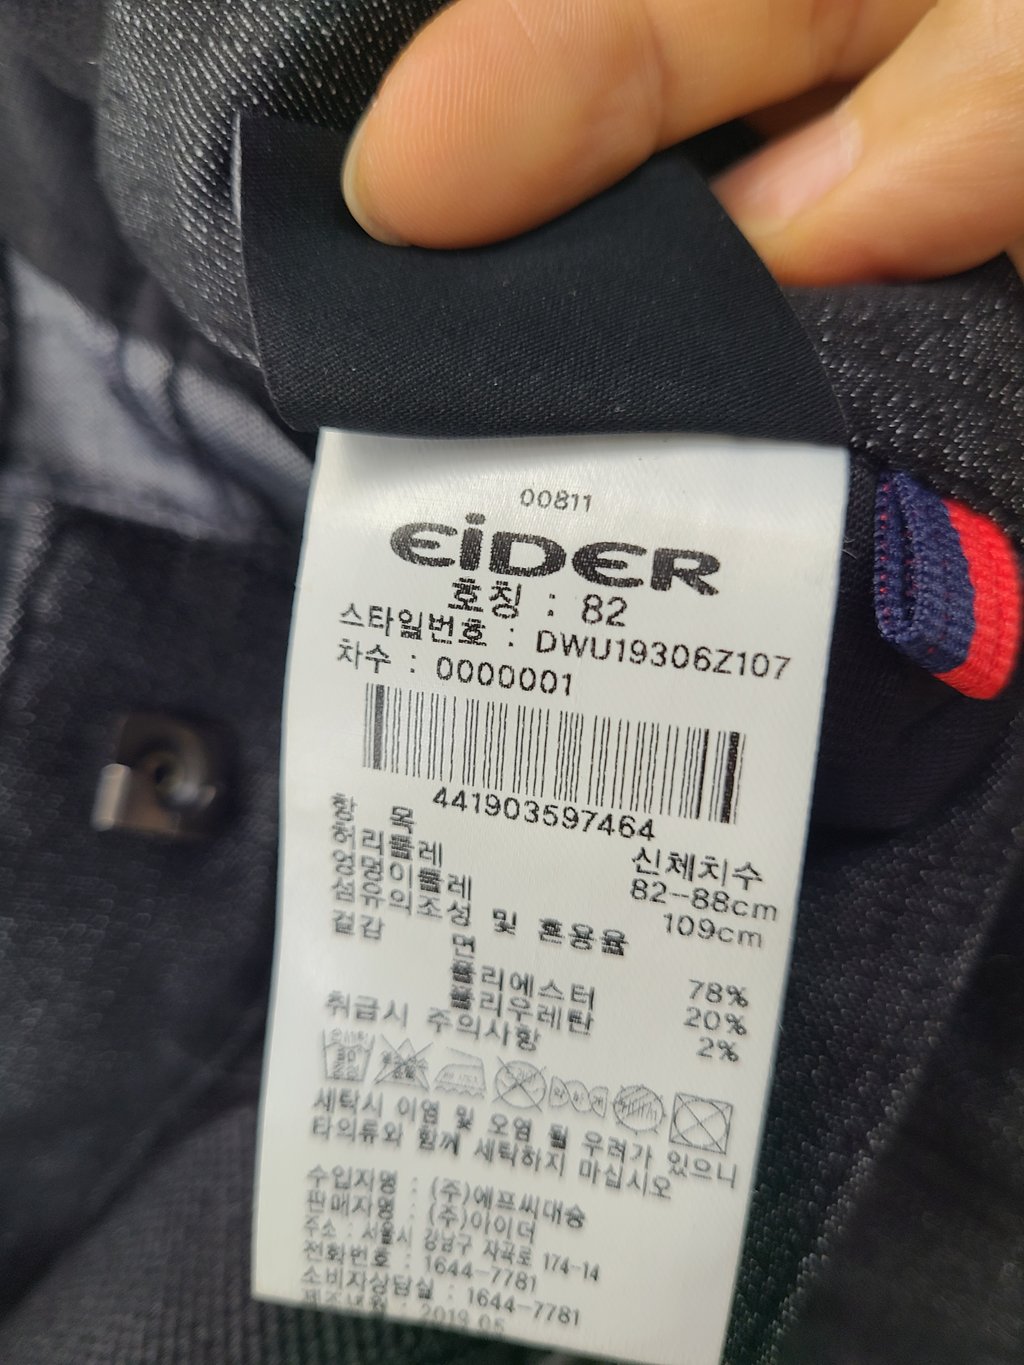 00811
EiDER
호칭 : 82
스타일번호 : DWU19306Z107
차수 : 0000001
441903597464
항 목 신체치수
허리둘레 82-88cm
엉덩이둘레 109cm
섬유의조성 및 혼용율
겉감
면 78%
폴리에스터 20%
폴리우레탄 2%
취급시 주의사항
세탁시 이염 및 오염 될 우려가 있으니
타의류와 함께 세탁하지 마십시오
수입자명 : (주)에프씨대승
판매자명 : (주)아이더
주소 : 서울시 강남구 자곡로 174-14
전화번호 : 1644-7781
소비자상담실 : 1644-7781
2019.05